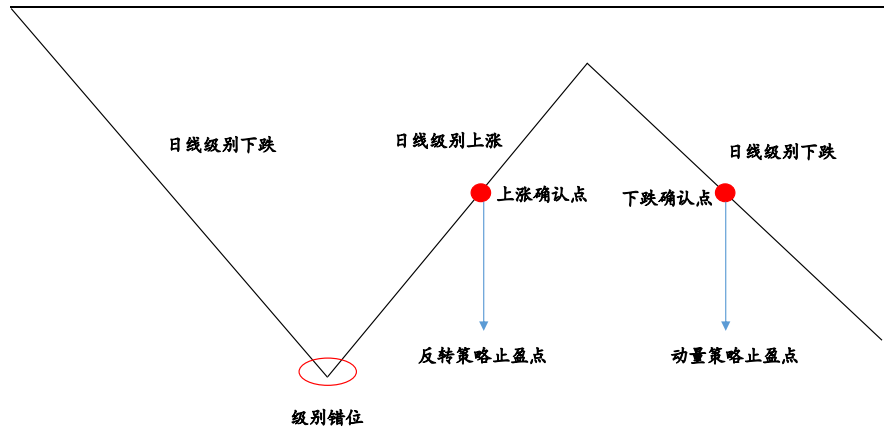 日线级别下跌
日线级别上涨
日线级别下跌
上涨确认点
下跌确认点
反转策略止盈点
动量策略止盈点
级别错位